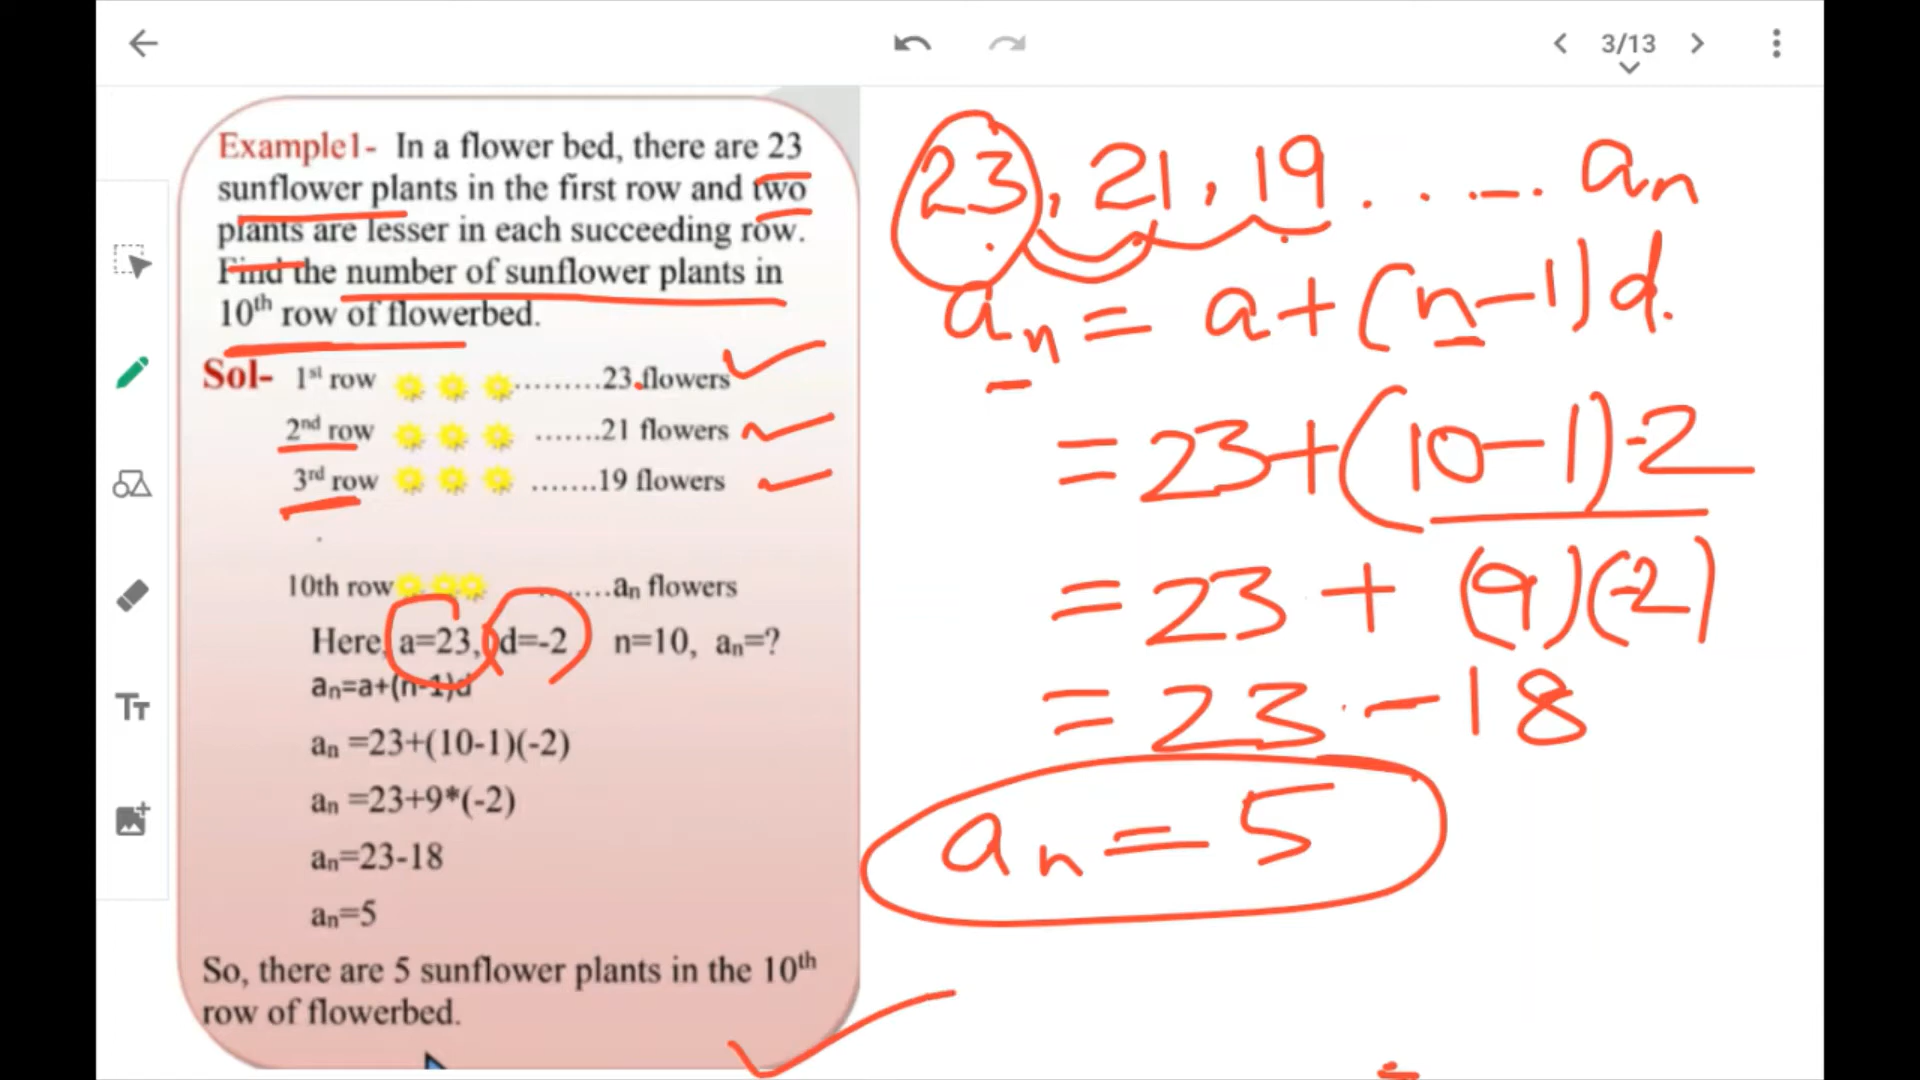 3/13
Example1- In a flower bed, there are 23
sunflower plants in the first row and two
plants are lesser in each succeeding row.
Find the number of sunflower plants in
10th row of flowerbed.
Sol- 1st row .........23 flowers
2nd row .......21 flowers
3rd row .......19 flowers
10th row .......an flowers
Here, a=23, d=-2 n=10, an=?
an=a+(n-1)d
an =23+(10-1)(-2)
an =23+9*(-2)
an=23-18
an=5
So, there are 5 sunflower plants in the 10th
row of flowerbed.
23, 21, 19 . . . - - . an
an = a + (n-1)d.
= 23 + (10-1)-2
= 23 + (9)(-2)
= 23 - 18
an = 5
Tт